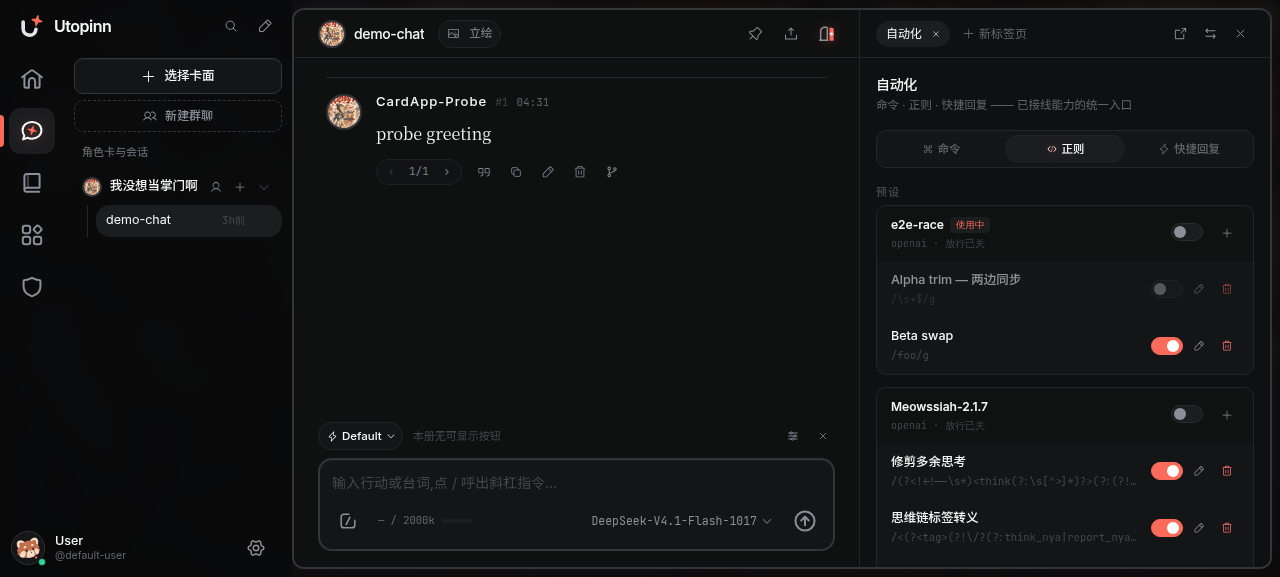 Utopinn
选择卡面
新建群聊
角色卡与会话
我没想当掌门啊
demo-chat
3h前
User
@default-user
demo-chat
立绘
CardApp-Probe #1 04:31
probe greeting
1/1
Default
本册无可显示按钮
输入行动或台词,点 / 呼出斜杠指令…
— / 2000k
DeepSeek-V4.1-Flash-1017
自动化
新标签页
自动化
命令 · 正则 · 快捷回复 —— 已接线能力的统一入口
命令
正则
快捷回复
预设
e2e-race 使用中
openai · 放行已关
Alpha trim — 两边同步
/\s+$/g
Beta swap
/foo/g
Meowssiah-2.1.7
openai · 放行已关
修剪多余思考
/(?<!<!--\s*)<think(?:\s[^>]*)?>(?:(?!…
思维链标签转义
/<(?<tag>(?!\/?(?:think_nya|report_nya…